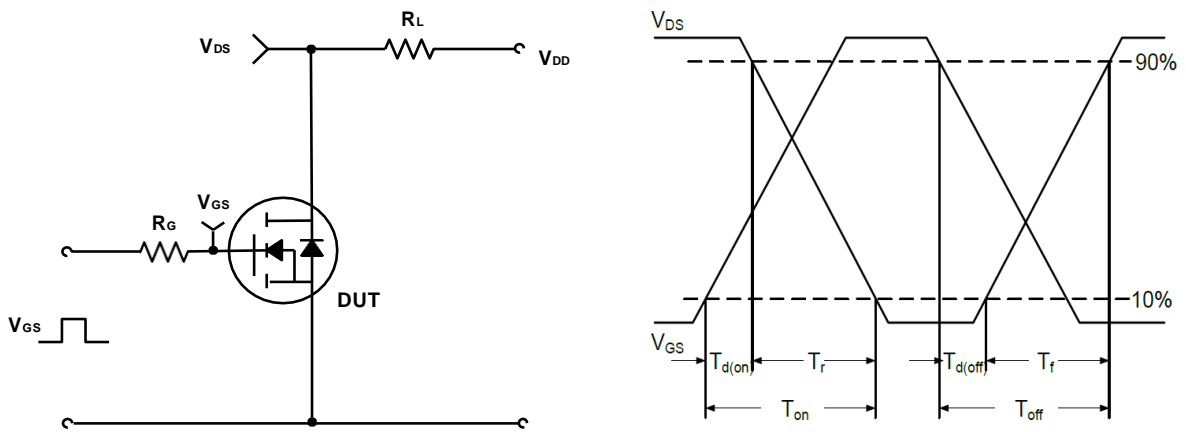 RL
VDS
VDD
VGS
RG
DUT
VGS
VDS
90%
10%
VGS
Td(on)
Tr
Td(off)
Tf
Ton
Toff